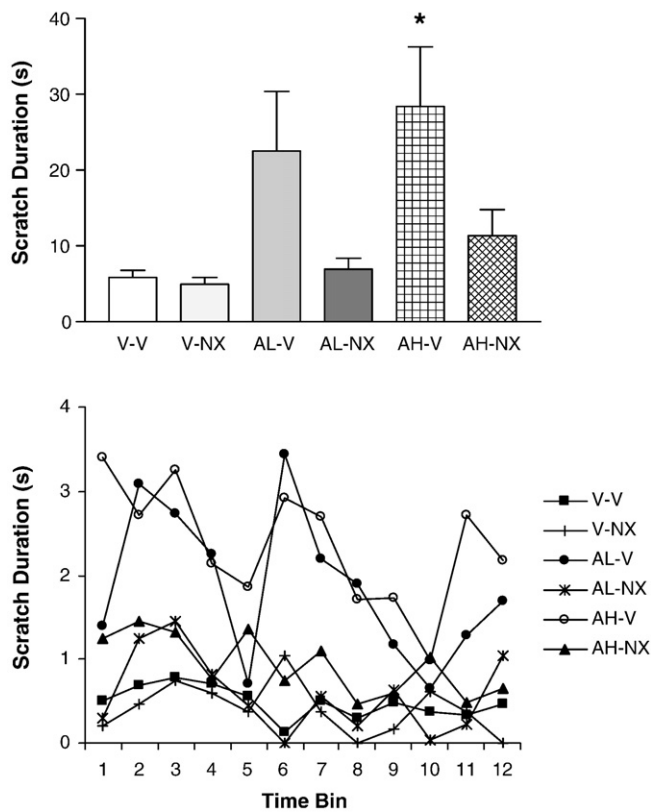 40
30
20
10
0
Scratch Duration (s)
*
V-V V-NX AL-V AL-NX AH-V AH-NX
4
3
2
1
0
Scratch Duration (s)
1 2 3 4 5 6 7 8 9 10 11 12
Time Bin
V-V
V-NX
AL-V
AL-NX
AH-V
AH-NX